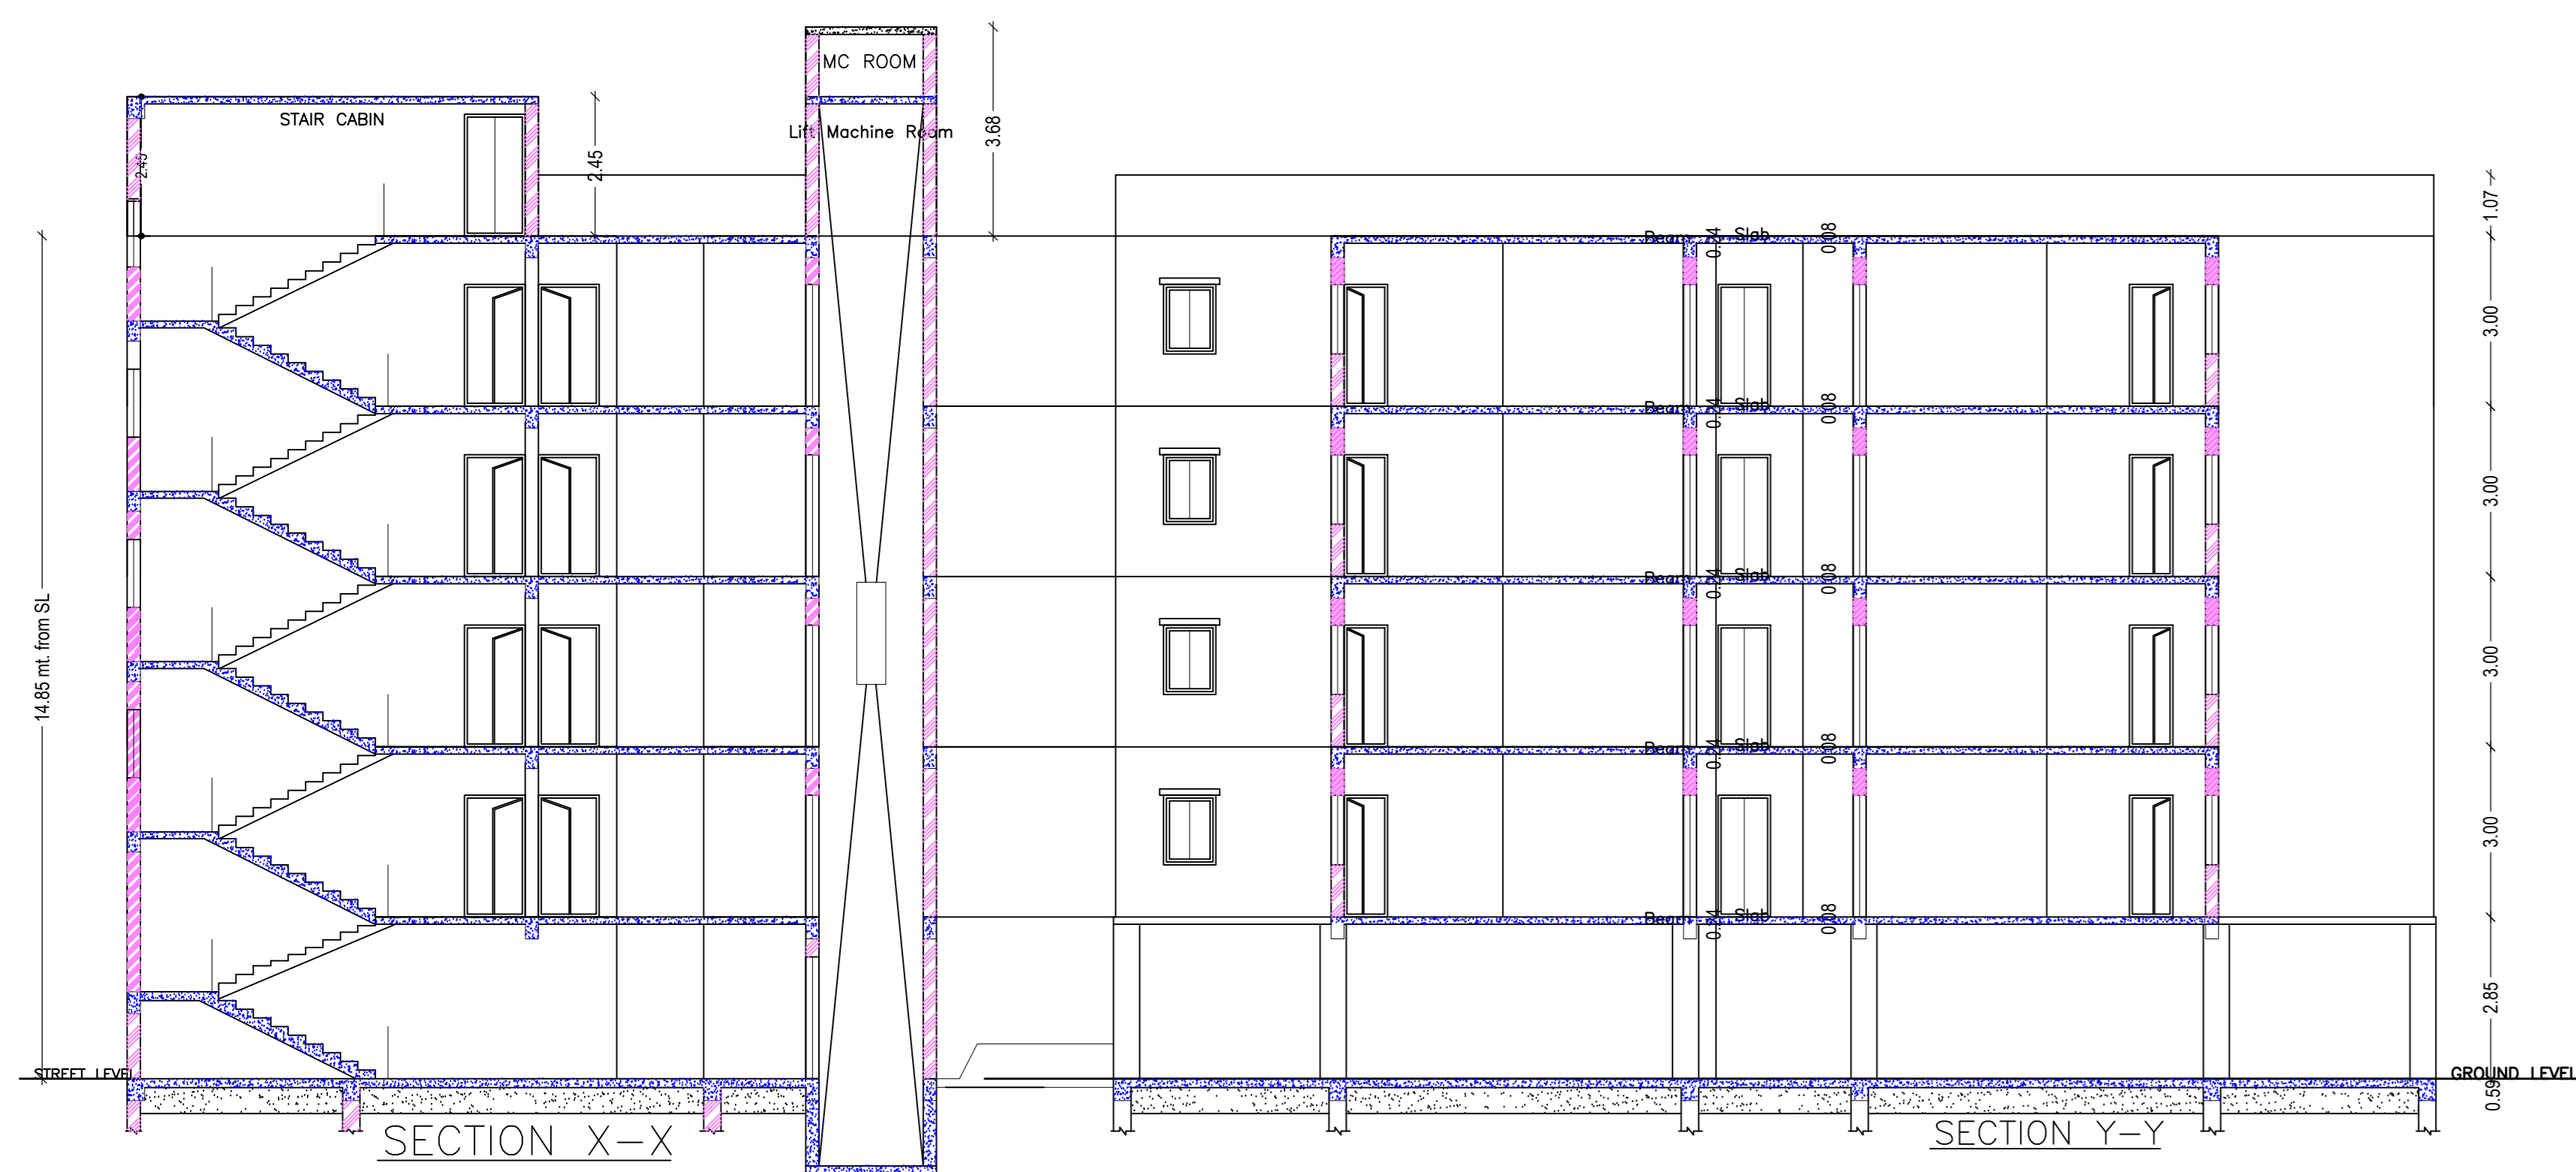 MC ROOM
3.68
STAIR CABIN
Lift Machine Room
2.45
2.45
1.07
Beam
0.24
Slab
0.08
3.00
14.85 mt. from SL
Beam
0.24
Slab
0.08
3.00
Beam
0.24
Slab
0.08
3.00
Beam
0.24
Slab
0.08
3.00
Beam
0.24
Slab
0.08
2.85
STREET LEVEL
GROUND LEVEL
0.59
SECTION X-X
SECTION Y-Y